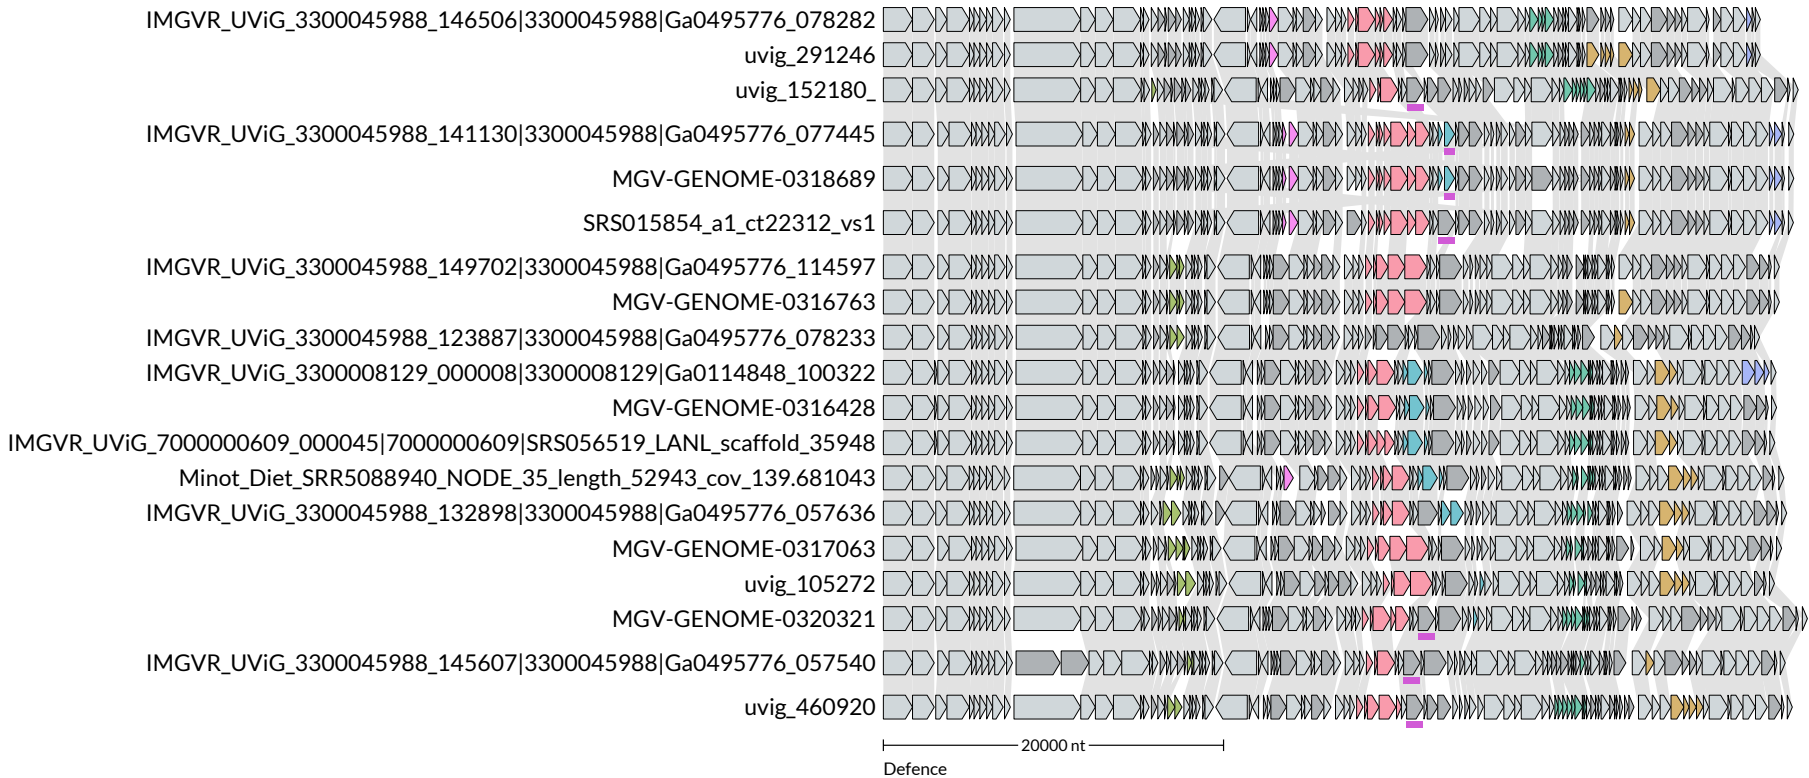 IMGVR_UViG_3300045988_146506|3300045988|Ga0495776_078282
uvig_291246
uvig_152180_
IMGVR_UViG_3300045988_141130|3300045988|Ga0495776_077445
MGV-GENOME-0318689
SRS015854_a1_ct22312_vs1
IMGVR_UViG_3300045988_149702|3300045988|Ga0495776_114597
MGV-GENOME-0316763
IMGVR_UViG_3300045988_123887|3300045988|Ga0495776_078233
IMGVR_UViG_3300008129_000008|3300008129|Ga0114848_100322
MGV-GENOME-0316428
IMGVR_UViG_7000000609_000045|7000000609|SRS056519_LANL_scaffold_35948
Minot_Diet_SRR5088940_NODE_35_length_52943_cov_139.681043
IMGVR_UViG_3300045988_132898|3300045988|Ga0495776_057636
MGV-GENOME-0317063
uvig_105272
MGV-GENOME-0320321
IMGVR_UViG_3300045988_145607|3300045988|Ga0495776_057540
uvig_460920
20000 nt
Defence